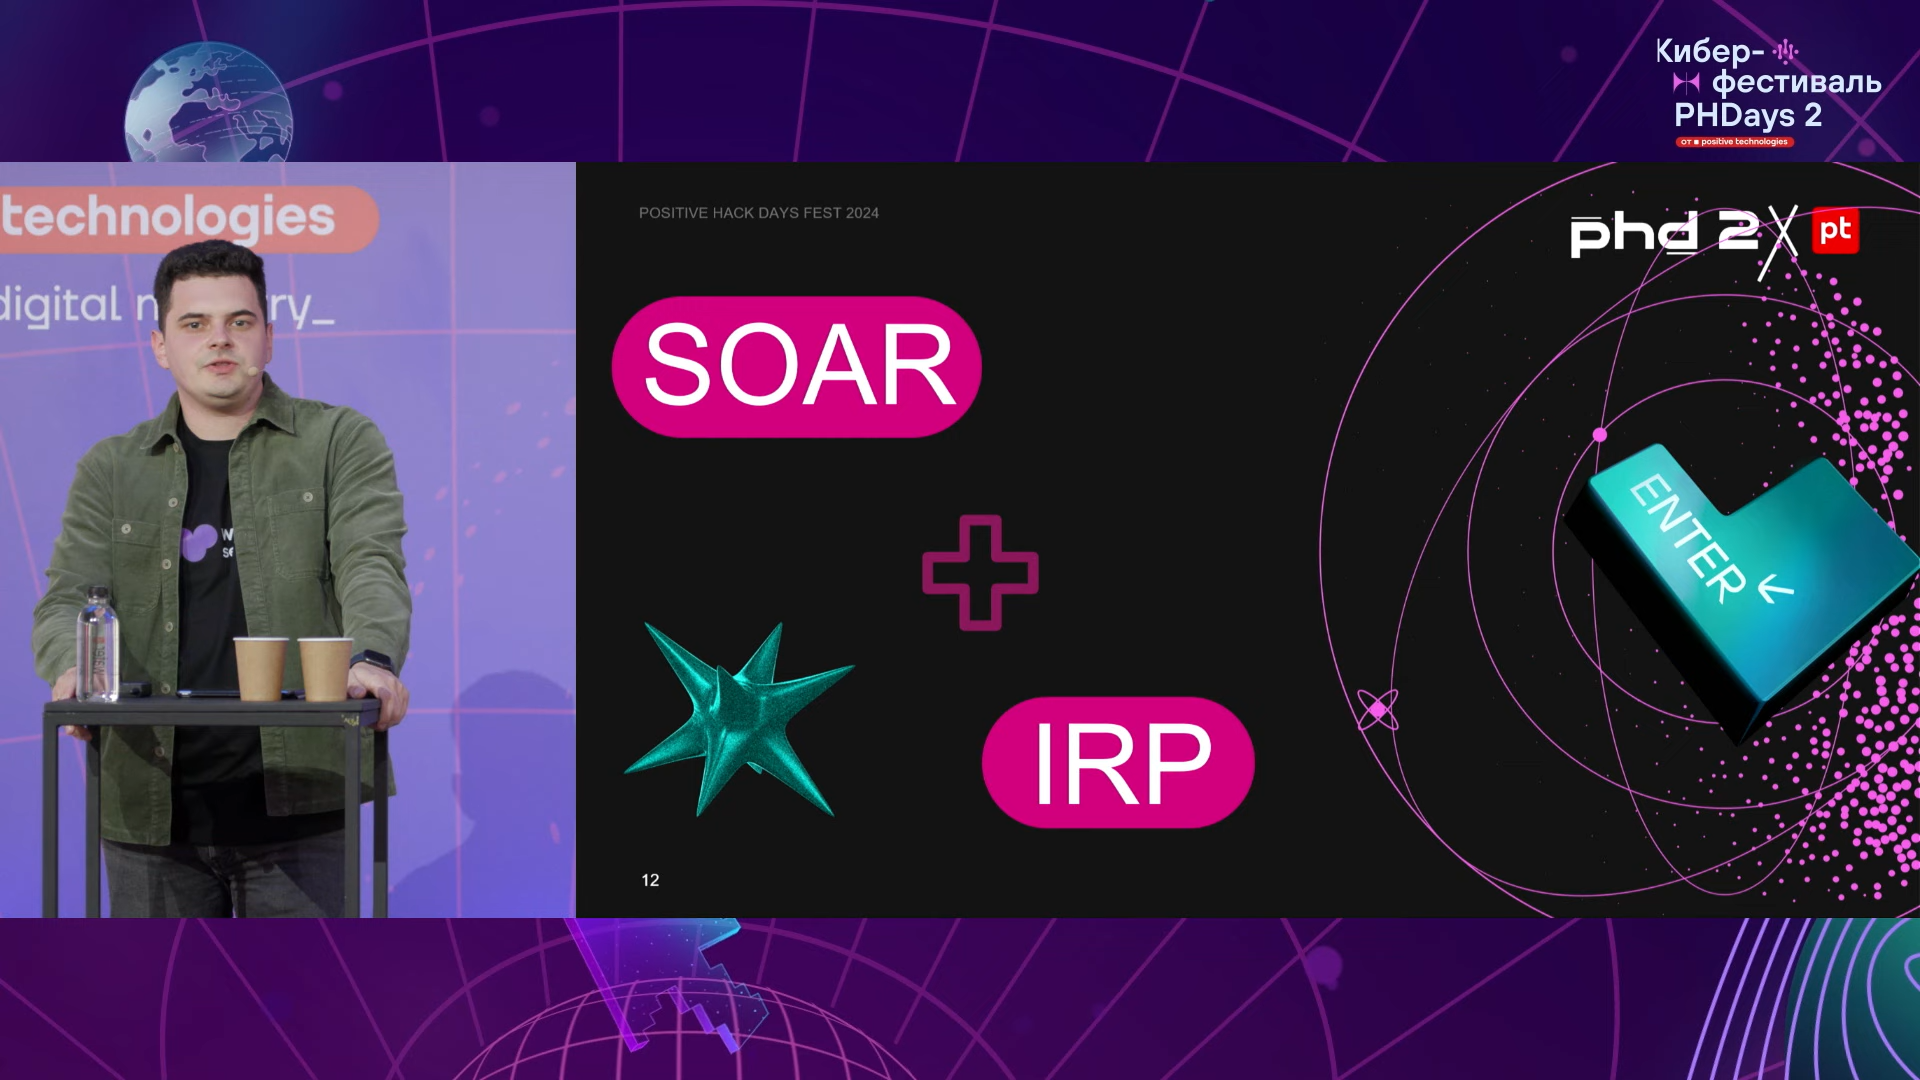 Кибер-
фестиваль
PHDays 2
от positive technologies
technologies
digital m
ry_
POSITIVE HACK DAYS FEST 2024
phd 2
pt
SOAR
ENTER
IRP
12